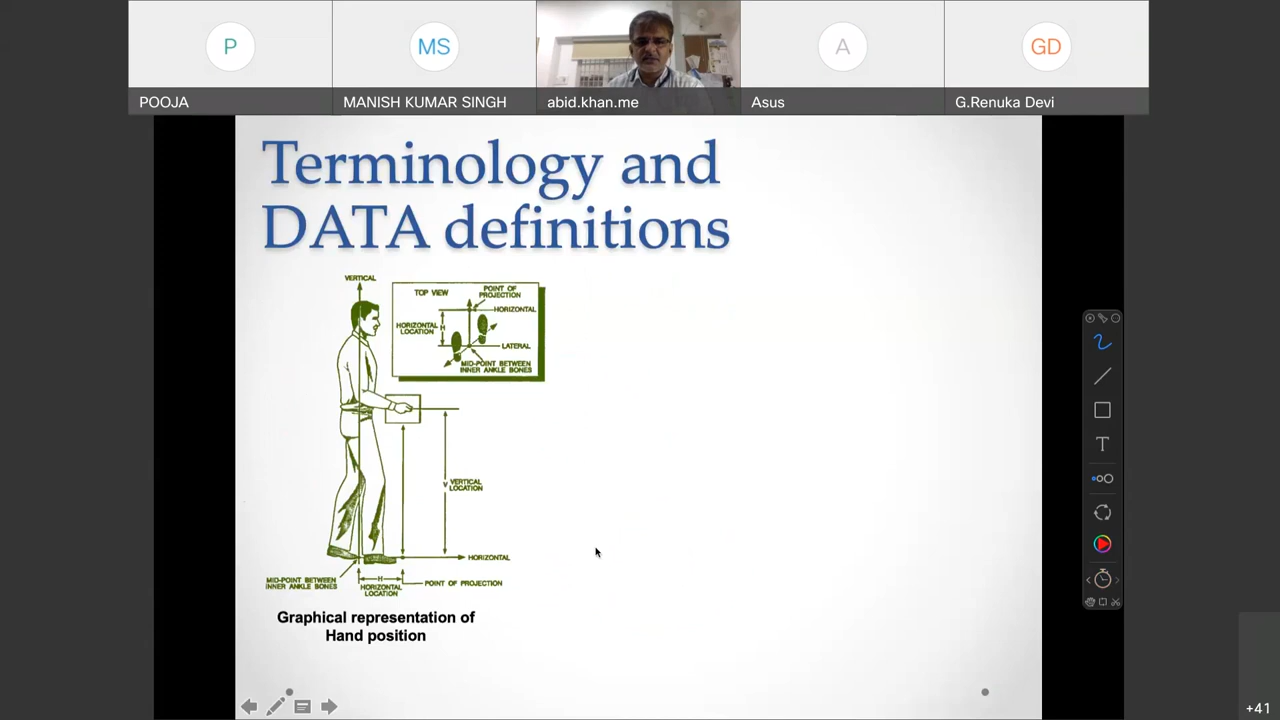 P
MS
A
GD
POOJA
MANISH KUMAR SINGH
abid.khan.me
Asus
G.Renuka Devi
Terminology and
DATA definitions
VERTICAL
TOP VIEW
POINT OF
PROJECTION
HORIZONTAL
HORIZONTAL
LOCATION
H
LATERAL
MID-POINT BETWEEN
INNER ANKLE BONES
V
VERTICAL
LOCATION
HORIZONTAL
MID-POINT BETWEEN
INNER ANKLE BONES
H
HORIZONTAL
LOCATION
POINT OF PROJECTION
Graphical representation of
Hand position
T
+41